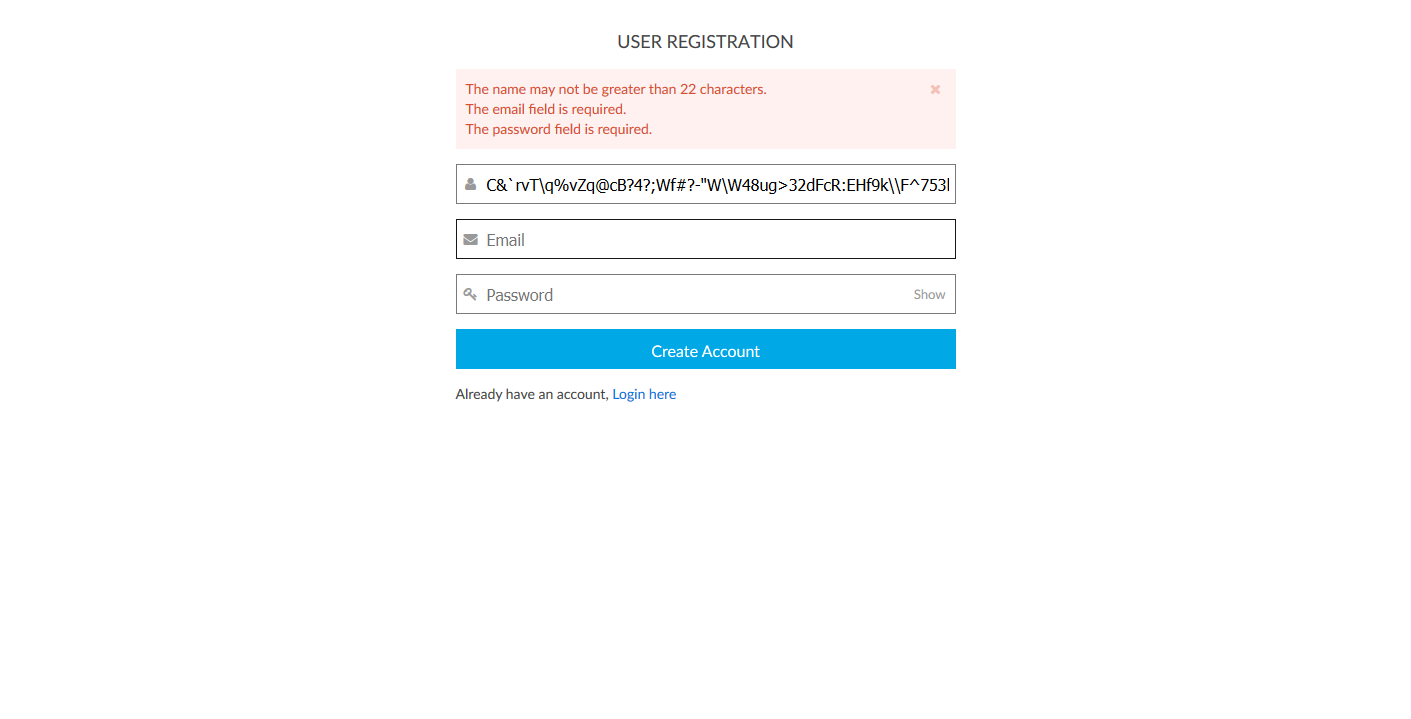 USER REGISTRATION
The name may not be greater than 22 characters.
The email field is required.
The password field is required.
C&`rvT\q%vZq@cB?4?;Wf#?-"W\W48ug>32dFcR:EHf9k\\F^753
Email
Password
Show
Create Account
Already have an account, Login here